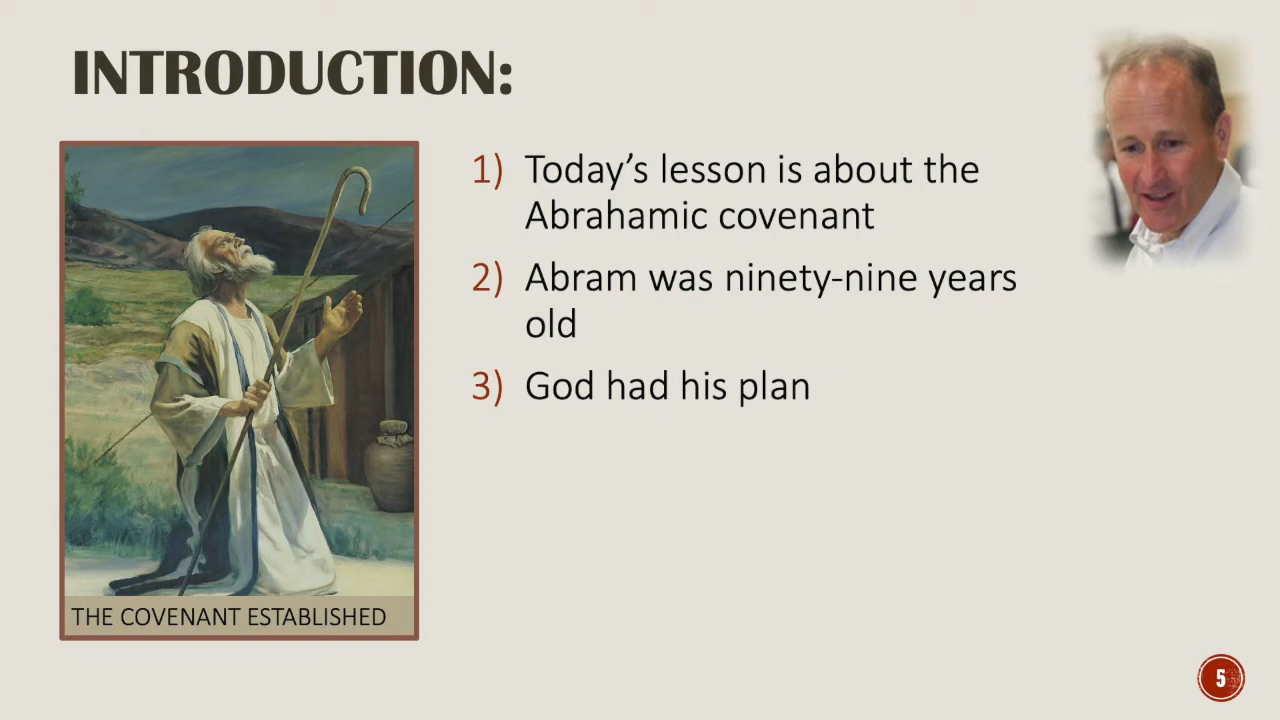 INTRODUCTION:
1) Today’s lesson is about the
Abrahamic covenant
2) Abram was ninety-nine years
old
3) God had his plan
THE COVENANT ESTABLISHED
5